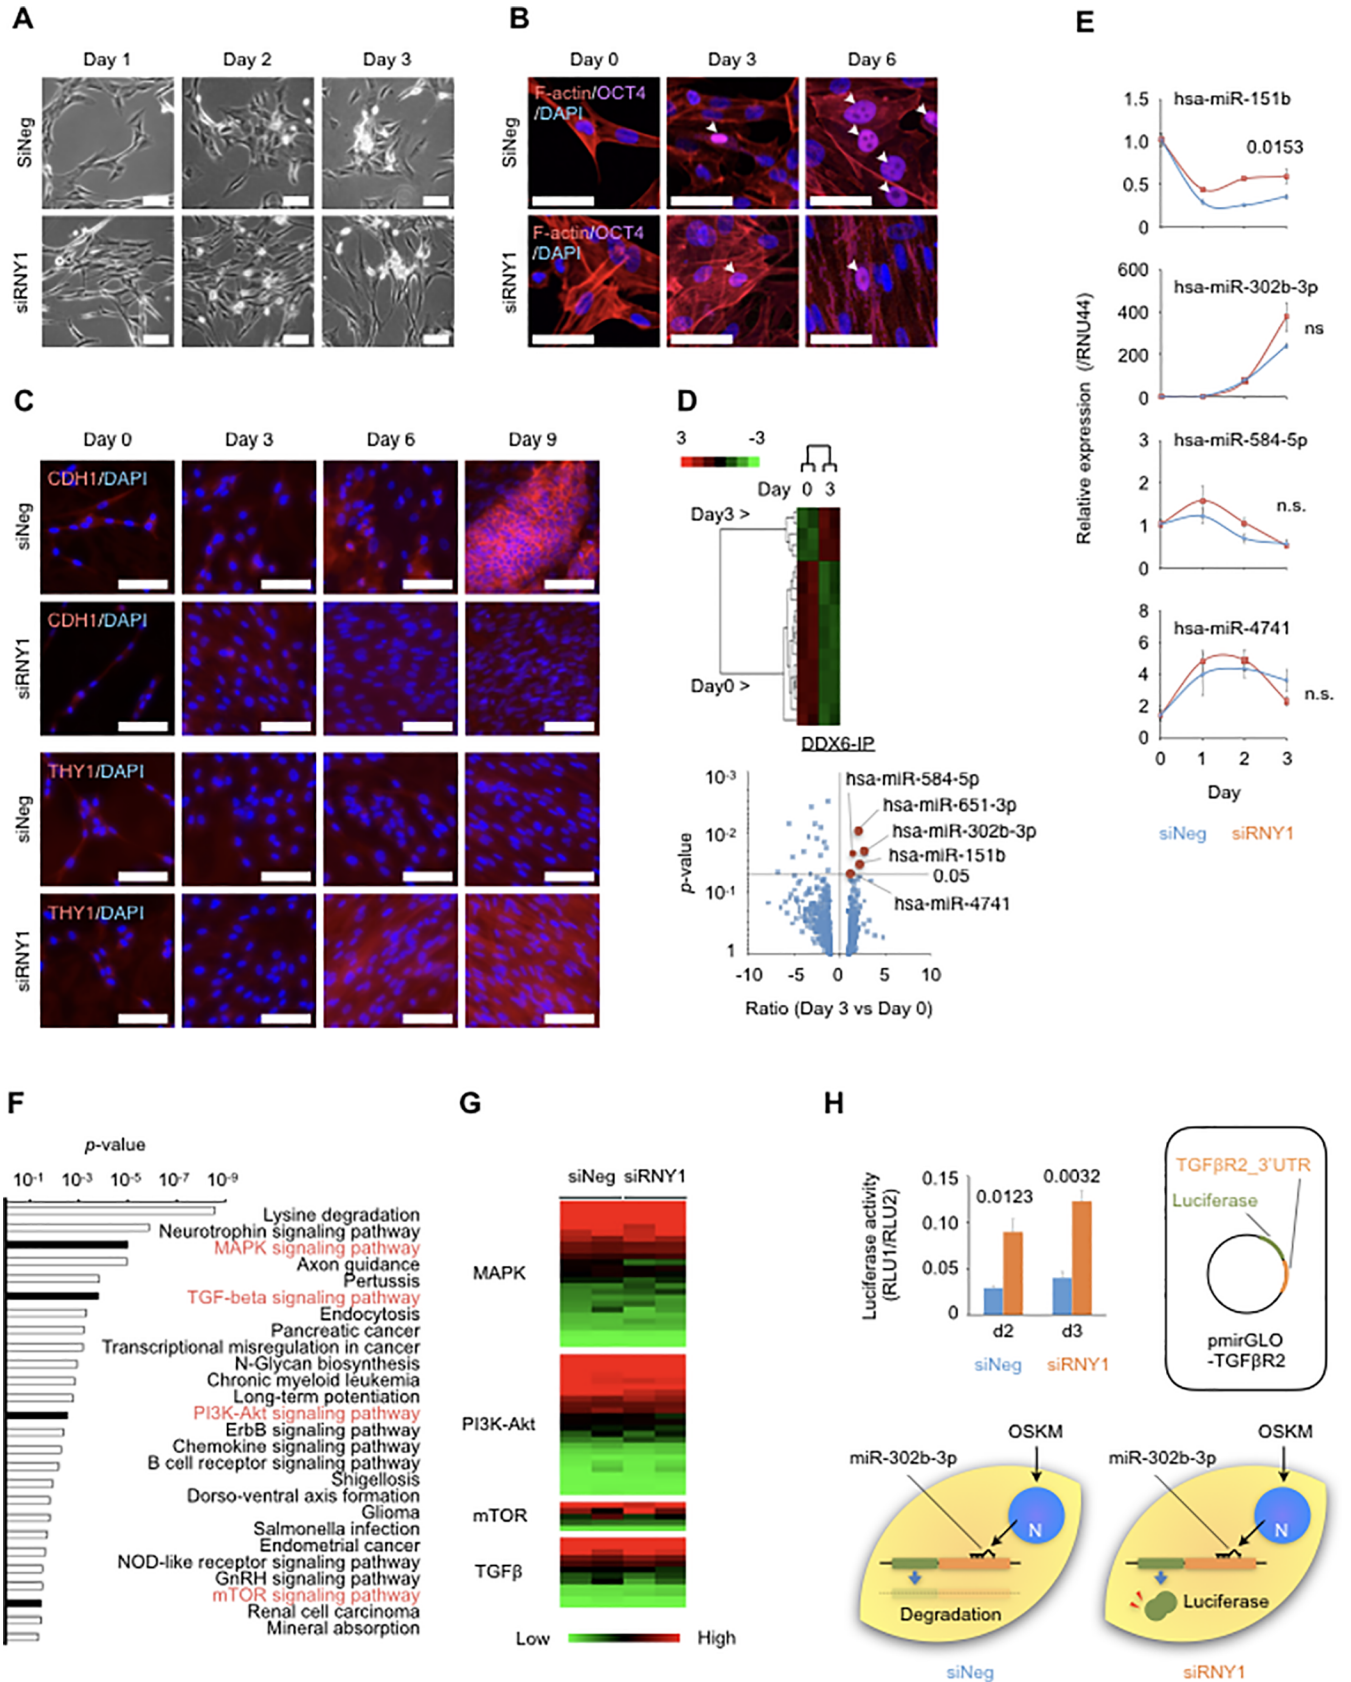 A
Day 1
Day 2
Day 3
SiNeg
siRNY1
B
Day 0
Day 3
Day 6
SiNeg
F-actin/OCT4
/DAPI
siRNY1
F-actin/OCT4
/DAPI
C
Day 0
Day 3
Day 6
Day 9
siNeg
CDH1/DAPI
siRNY1
CDH1/DAPI
siNeg
THY1/DAPI
siRNY1
THY1/DAPI
D
3
-3
Day 0 3
Day3 >
Day0 >
DDX6-IP
hsa-miR-584-5p
hsa-miR-651-3p
hsa-miR-302b-3p
hsa-miR-151b
0.05
hsa-miR-4741
p-value
10-3
10-2
10-1
1
-10 -5 0 5 10
Ratio (Day 3 vs Day 0)
E
Relative expression (/RNU44)
hsa-miR-151b
1.5
1.0
0.5
0
0.0153
hsa-miR-302b-3p
600
400
200
0
ns
hsa-miR-584-5p
3
2
1
0
n.s.
hsa-miR-4741
8
6
4
2
0
n.s.
0 1 2 3
Day
siNeg siRNY1
F
p-value
10-1 10-3 10-5 10-7 10-9
Lysine degradation
Neurotrophin signaling pathway
MAPK signaling pathway
Axon guidance
Pertussis
TGF-beta signaling pathway
Endocytosis
Pancreatic cancer
Transcriptional misregulation in cancer
N-Glycan biosynthesis
Chronic myeloid leukemia
Long-term potentiation
PI3K-Akt signaling pathway
ErbB signaling pathway
Chemokine signaling pathway
B cell receptor signaling pathway
Shigellosis
Dorso-ventral axis formation
Glioma
Salmonella infection
Endometrial cancer
NOD-like receptor signaling pathway
GnRH signaling pathway
mTOR signaling pathway
Renal cell carcinoma
Mineral absorption
G
siNeg siRNY1
MAPK
PI3K-Akt
mTOR
TGFβ
Low
High
H
Luciferase activity
(RLU1/RLU2)
0.15
0.10
0.05
0
0.0123
0.0032
d2
d3
siNeg siRNY1
TGFβR2_3'UTR
Luciferase
pmirGLO
-TGFβR2
OSKM
miR-302b-3p
N
Degradation
siNeg
OSKM
miR-302b-3p
N
Luciferase
siRNY1